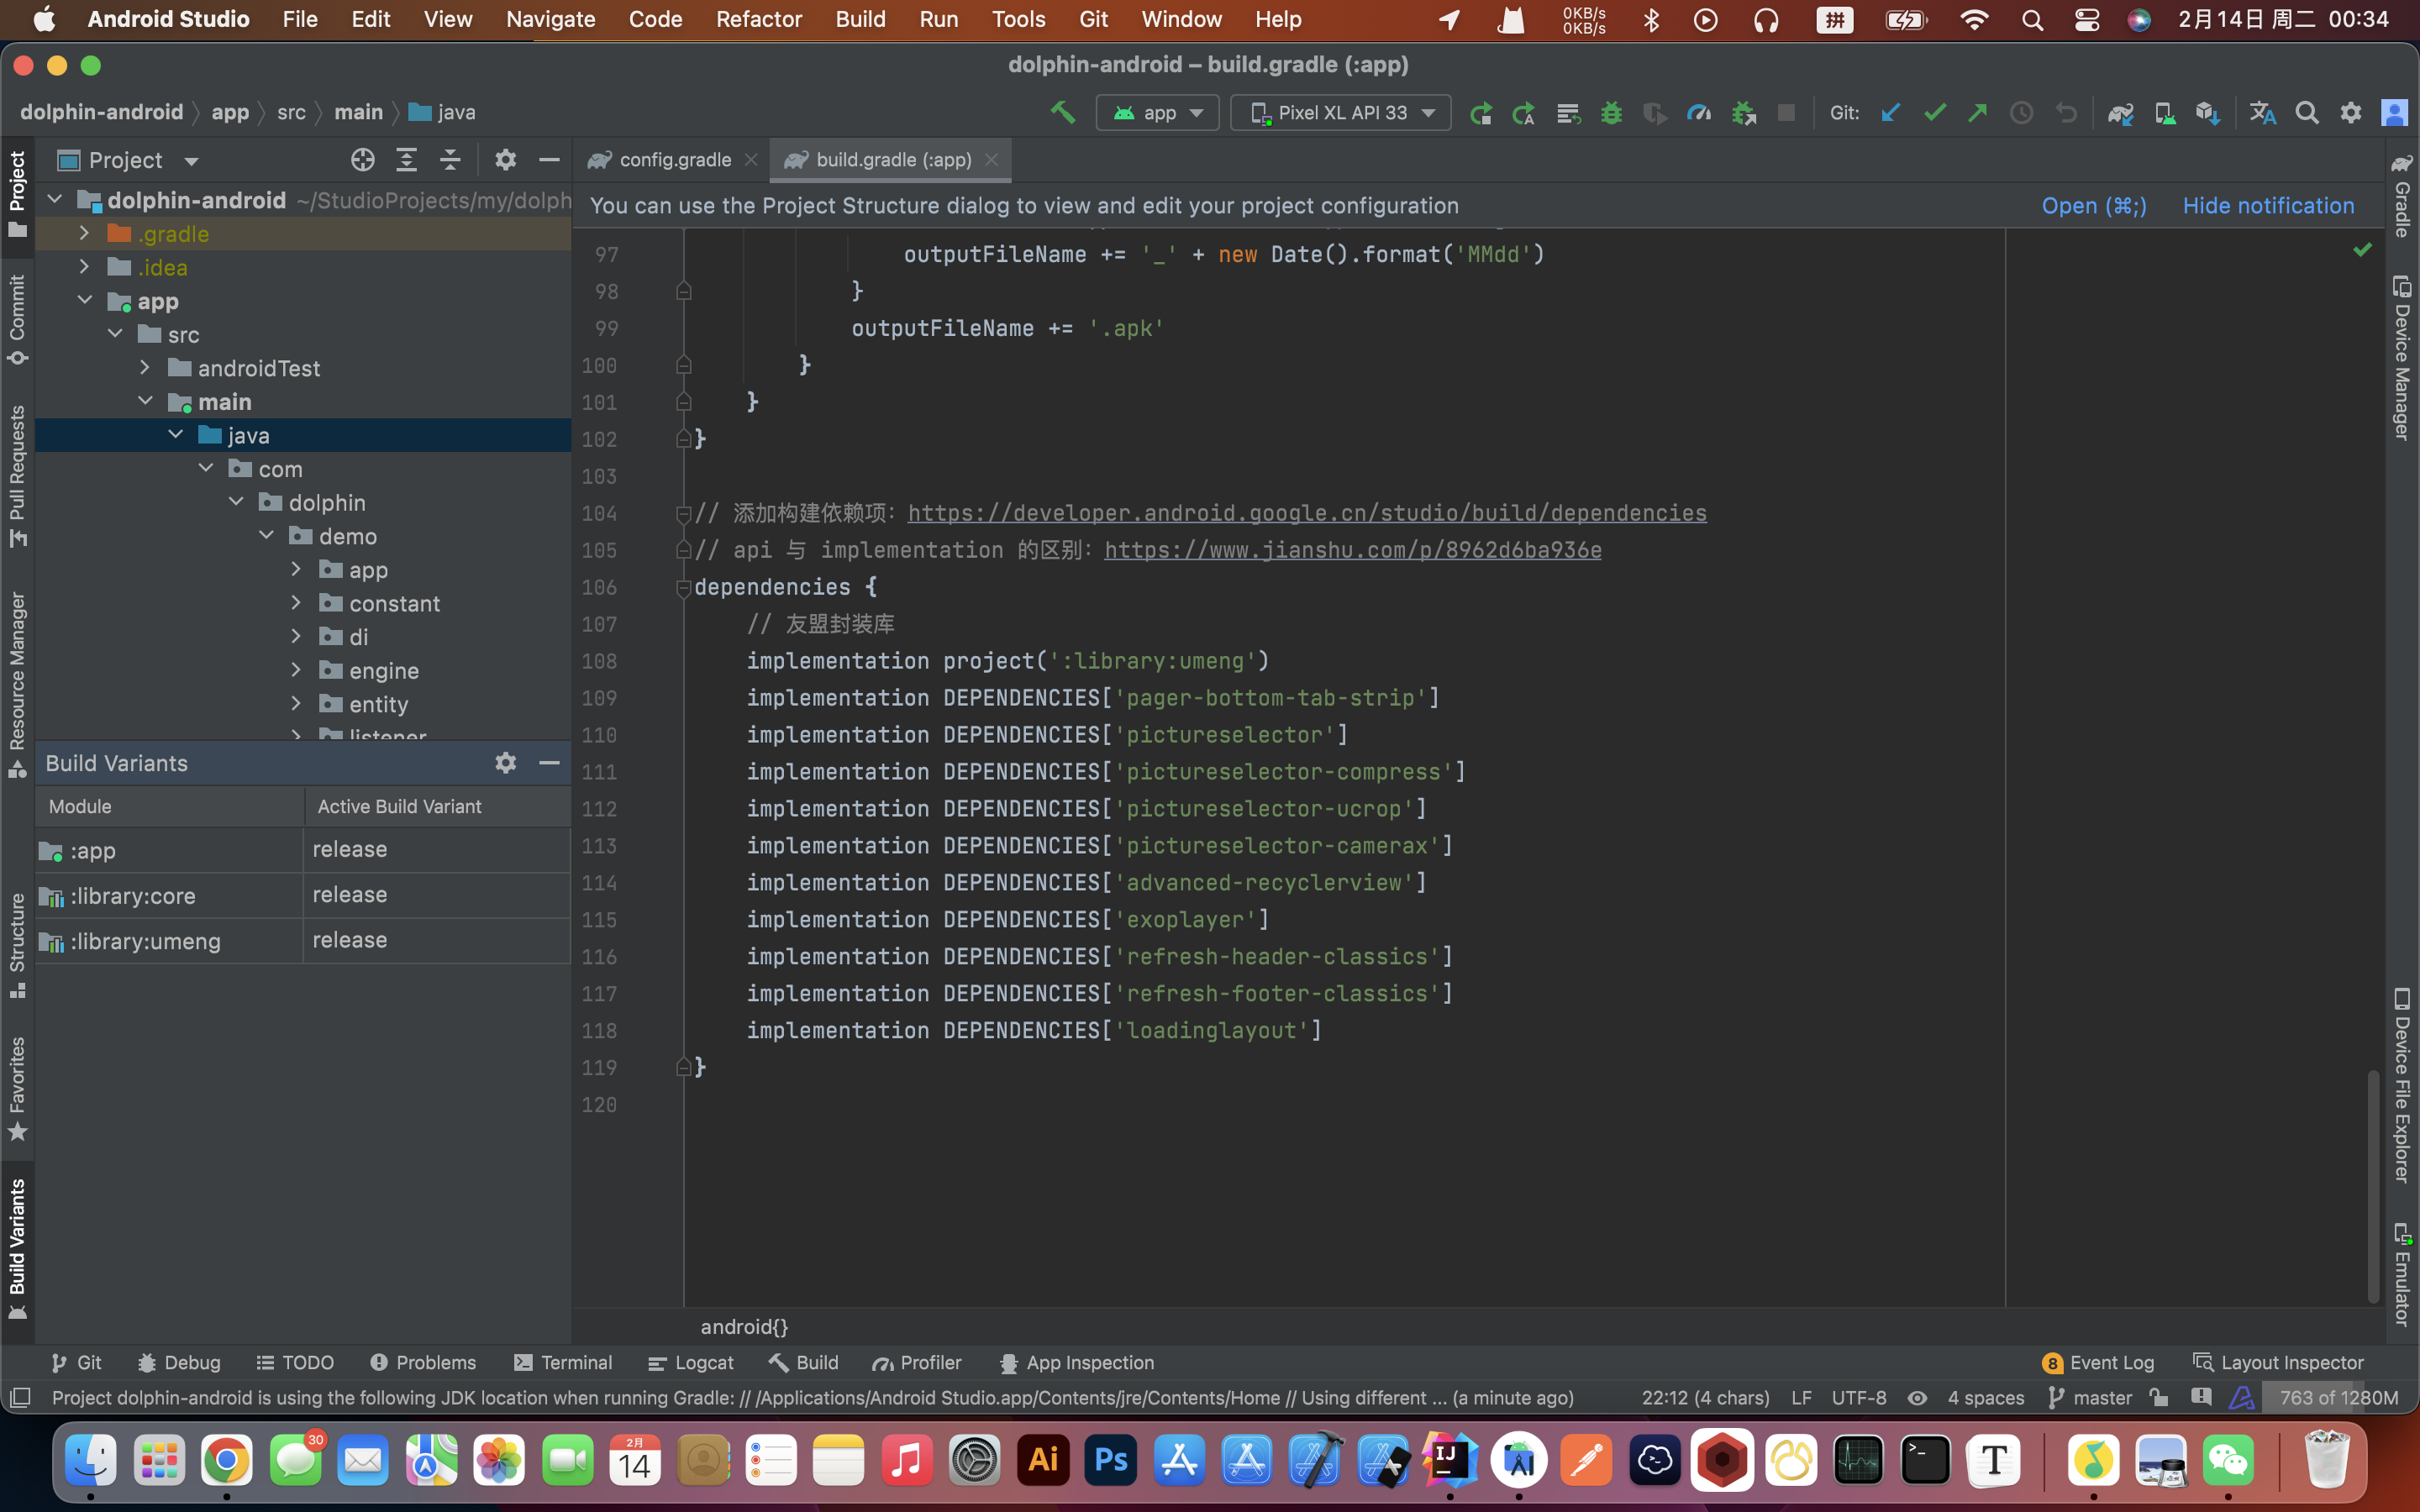 Android Studio File Edit View Navigate Code Refactor Build Run Tools Git Window Help 0KB/s 0KB/s 拼 2月14日 周二 00:34
dolphin-android – build.gradle (:app)
dolphin-android app src main java app Pixel XL API 33 Git:
Project
config.gradle build.gradle (:app)
You can use the Project Structure dialog to view and edit your project configuration Open (⌘;) Hide notification
dolphin-android ~/StudioProjects/my/dolph
.gradle
.idea
app
src
androidTest
main
java
com
dolphin
demo
app
constant
di
engine
entity
listener
Build Variants
Module Active Build Variant
:app release
:library:core release
:library:umeng release
97 outputFileName += '_' + new Date().format('MMdd')
98 }
99 outputFileName += '.apk'
100 }
101 }
102 }
103
104 // 添加构建依赖项：https://developer.android.google.cn/studio/build/dependencies
105 // api 与 implementation 的区别：https://www.jianshu.com/p/8962d6ba936e
106 dependencies {
107 // 友盟封装库
108 implementation project(':library:umeng')
109 implementation DEPENDENCIES['pager-bottom-tab-strip']
110 implementation DEPENDENCIES['pictureselector']
111 implementation DEPENDENCIES['pictureselector-compress']
112 implementation DEPENDENCIES['pictureselector-ucrop']
113 implementation DEPENDENCIES['pictureselector-camerax']
114 implementation DEPENDENCIES['advanced-recyclerview']
115 implementation DEPENDENCIES['exoplayer']
116 implementation DEPENDENCIES['refresh-header-classics']
117 implementation DEPENDENCIES['refresh-footer-classics']
118 implementation DEPENDENCIES['loadinglayout']
119 }
120
android{}
Project
Commit
Pull Requests
Resource Manager
Structure
Favorites
Build Variants
Gradle
Device Manager
Device File Explorer
Emulator
Git Debug TODO Problems Terminal Logcat Build Profiler App Inspection 8 Event Log Layout Inspector
Project dolphin-android is using the following JDK location when running Gradle: // /Applications/Android Studio.app/Contents/jre/Contents/Home // Using different ... (a minute ago) 22:12 (4 chars) LF UTF-8 4 spaces master 763 of 1280M
30 2月 14 Ai Ps IJ T